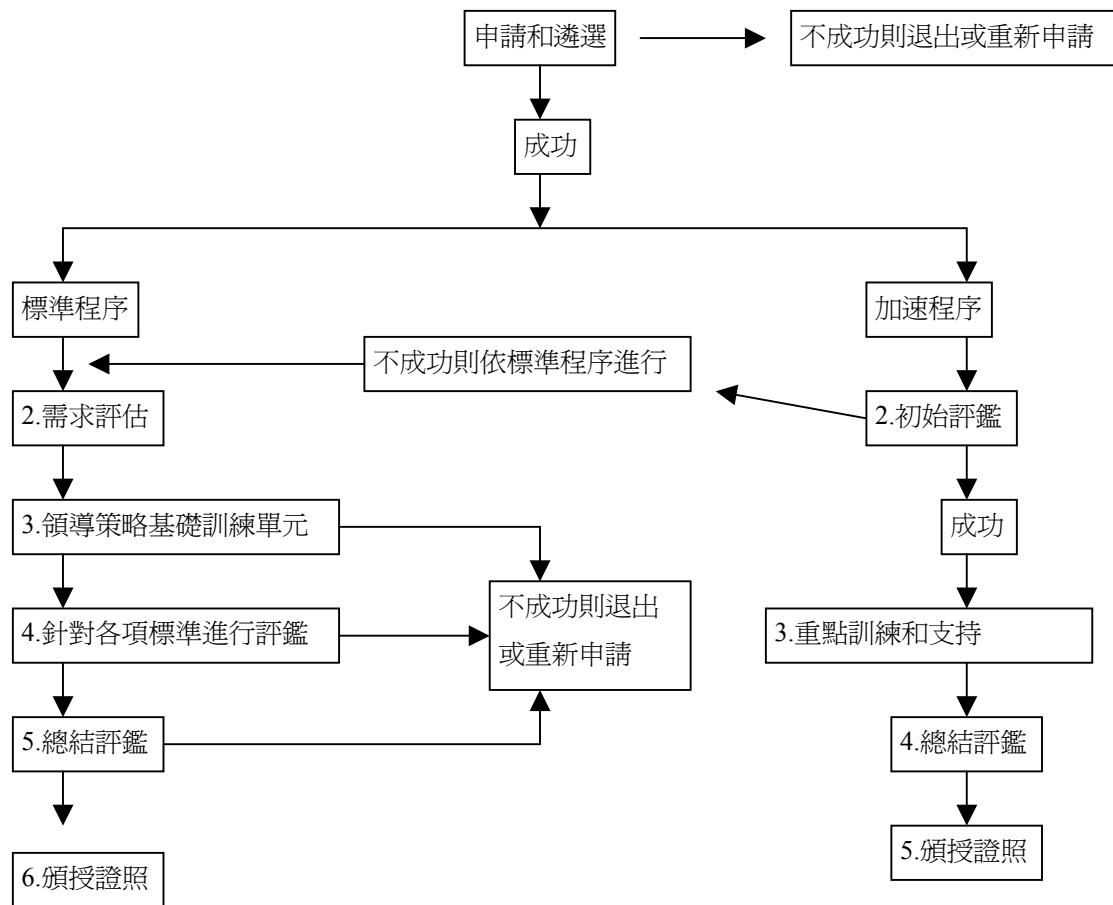 申請和遴選
不成功則退出或重新申請
成功
標準程序
加速程序
不成功則依標準程序進行
2.需求評估
2.初始評鑑
3.領導策略基礎訓練單元
成功
不成功則退出
或重新申請
4.針對各項標準進行評鑑
3.重點訓練和支持
5.總結評鑑
4.總結評鑑
5.頒授證照
6.頒授證照